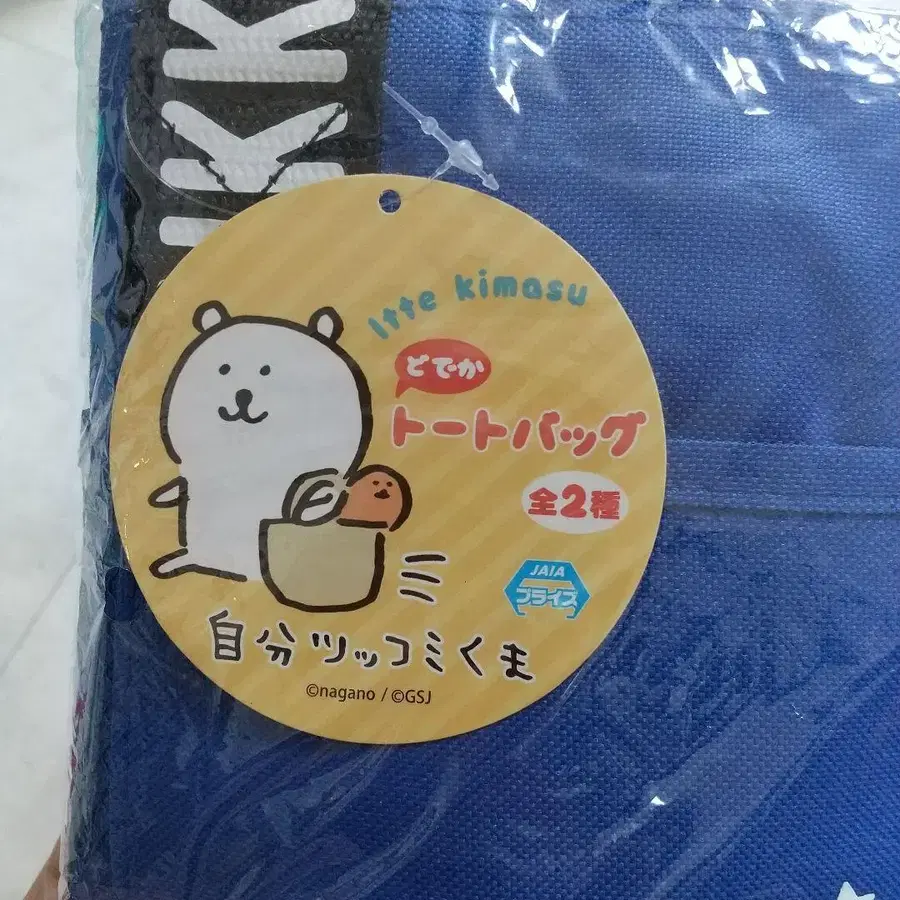 KK
Itte kimasu
どでか
トートバッグ
全2種
JAIA
プライズ
自分ツッコミくま
©nagano / ©GSJ